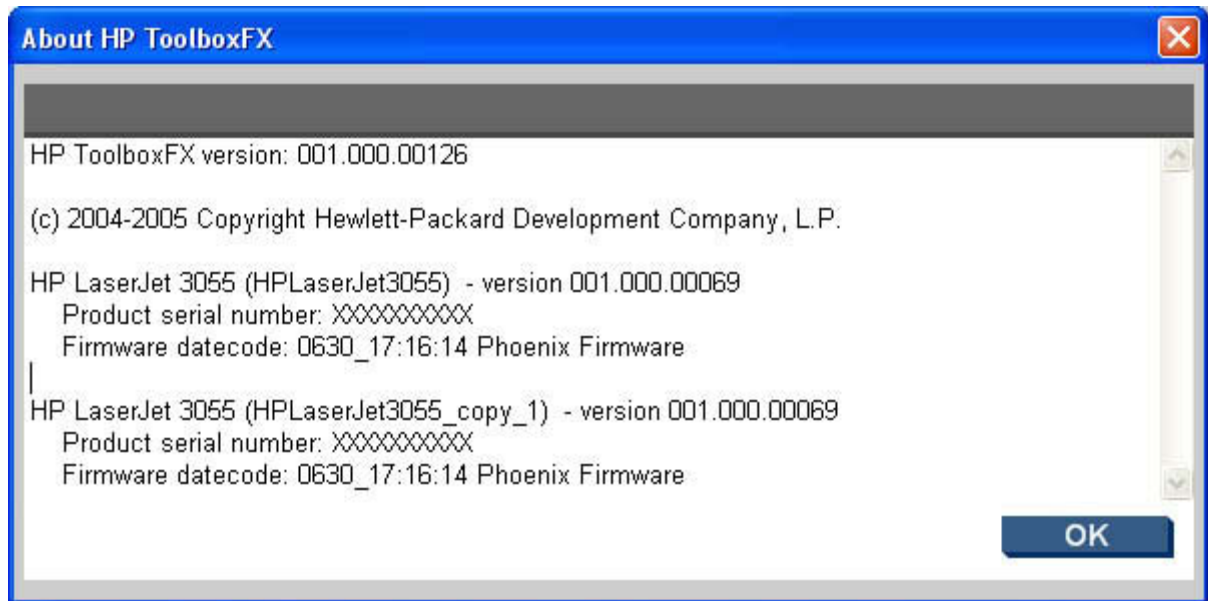 About HP ToolboxFX
HP ToolboxFX version: 001.000.00126
(c) 2004-2005 Copyright Hewlett-Packard Development Company, L.P.
HP LaserJet 3055 (HPLaserJet3055)  - version 001.000.00069
Product serial number: XXXXXXXXXX
Firmware datecode: 0630_17:16:14 Phoenix Firmware
HP LaserJet 3055 (HPLaserJet3055_copy_1)  - version 001.000.00069
Product serial number: XXXXXXXXXX
Firmware datecode: 0630_17:16:14 Phoenix Firmware
OK